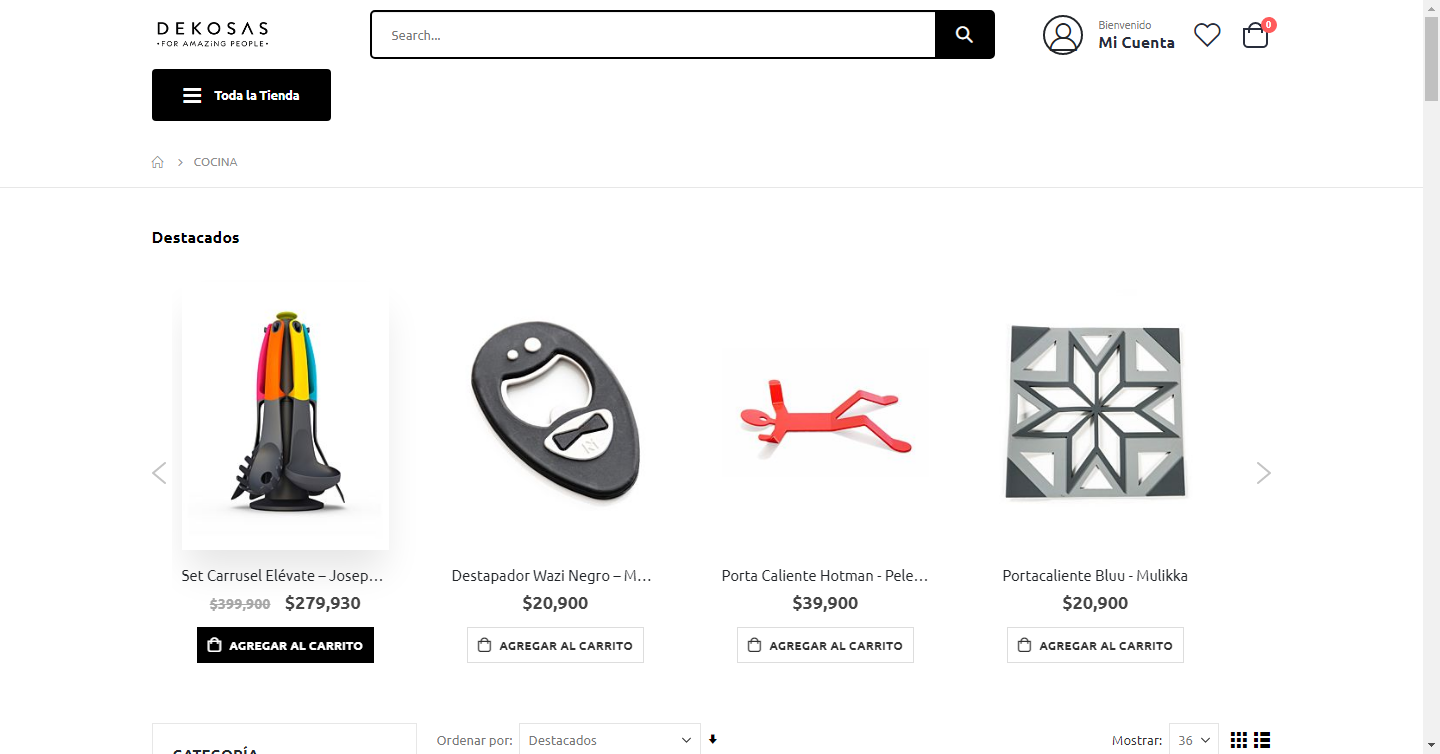 DEKOSAS
•FOR AMAZiNG PEOPLE•
Search...
Bienvenido
Mi Cuenta
0
Toda la Tienda
COCINA
Destacados
Set Carrusel Elévate – Josep...
$399,900 $279,930
AGREGAR AL CARRITO
Destapador Wazi Negro – M...
$20,900
AGREGAR AL CARRITO
Porta Caliente Hotman - Pele...
$39,900
AGREGAR AL CARRITO
Portacaliente Bluu - Mulikka
$20,900
AGREGAR AL CARRITO
CATEGORÍA
Ordenar por: Destacados
Mostrar: 36